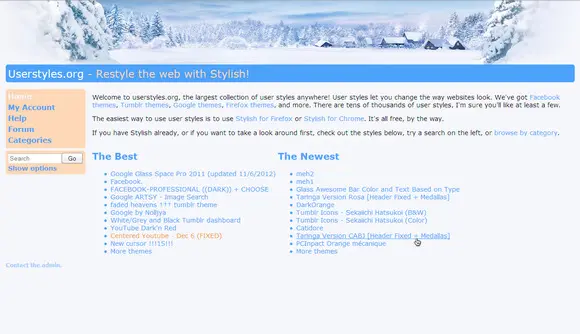 Userstyles.org - Restyle the web with Stylish!
Home
My Account
Help
Forum
Categories
Search
Go
Show options
Welcome to userstyles.org, the largest collection of user styles anywhere! User styles let you change the way websites look. We've got Facebook
themes, Tumblr themes, Google themes, Firefox themes, and more. There are tens of thousands of user styles, I'm sure you'll like at least a few.
The easiest way to use user styles is to use Stylish for Firefox or Stylish for Chrome. It's all free, by the way.
If you have Stylish already, or if you want to take a look around first, check out the styles below, try a search on the left, or browse by category.
The Best
Google Glass Space Pro 2011 (updated 11/6/2012)
Facebook.
FACEBOOK-PROFESSIONAL ((DARK)) + CHOOSE
Google ARTSY - Image Search
faded heavens ††† tumblr theme
Google by Nolijya
White/Grey and Black Tumblr dashboard
YouTube Dark'n Red
Centered Youtube - Dec 6 (FIXED)
New cursor !!!15!!!
More themes
The Newest
meh2
meh1
Glass Awesome Bar Color and Text Based on Type
Taringa Version Rosa [Header Fixed + Medallas]
DarkOrange
Tumblr Icons - Sekaiichi Hatsukoi (B&W)
Tumblr Icons - Sekaiichi Hatsukoi (Color)
Catidore
Taringa Version CABJ [Header Fixed + Medallas]
PCInpact Orange mécanique
More themes
Contact the admin.